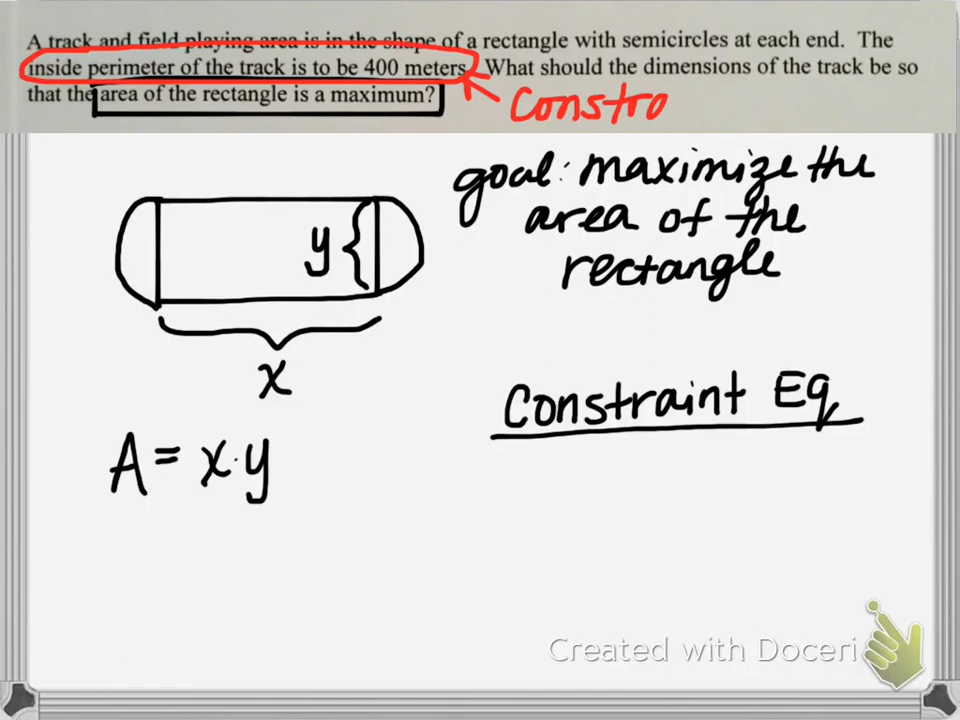 A track and field playing area is in the shape of a rectangle with semicircles at each end. The
inside perimeter of the track is to be 400 meters. What should the dimensions of the track be so
that the area of the rectangle is a maximum?
Constra
goal: maximize the
area of the
rectangle
y
x
Constraint Eq
A = x·y
Created with Doceri